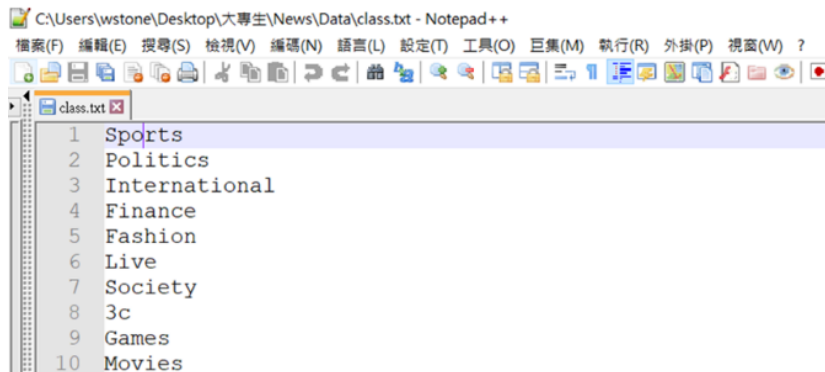 C:\Users\wstone\Desktop\大專生\News\Data\class.txt - Notepad++
檔案(F) 編輯(E) 搜尋(S) 檢視(V) 編碼(N) 語言(L) 設定(T) 工具(O) 巨集(M) 執行(R) 外掛(P) 視窗(W) ?
class.txt
1 Sports
2 Politics
3 International
4 Finance
5 Fashion
6 Live
7 Society
8 3c
9 Games
10 Movies